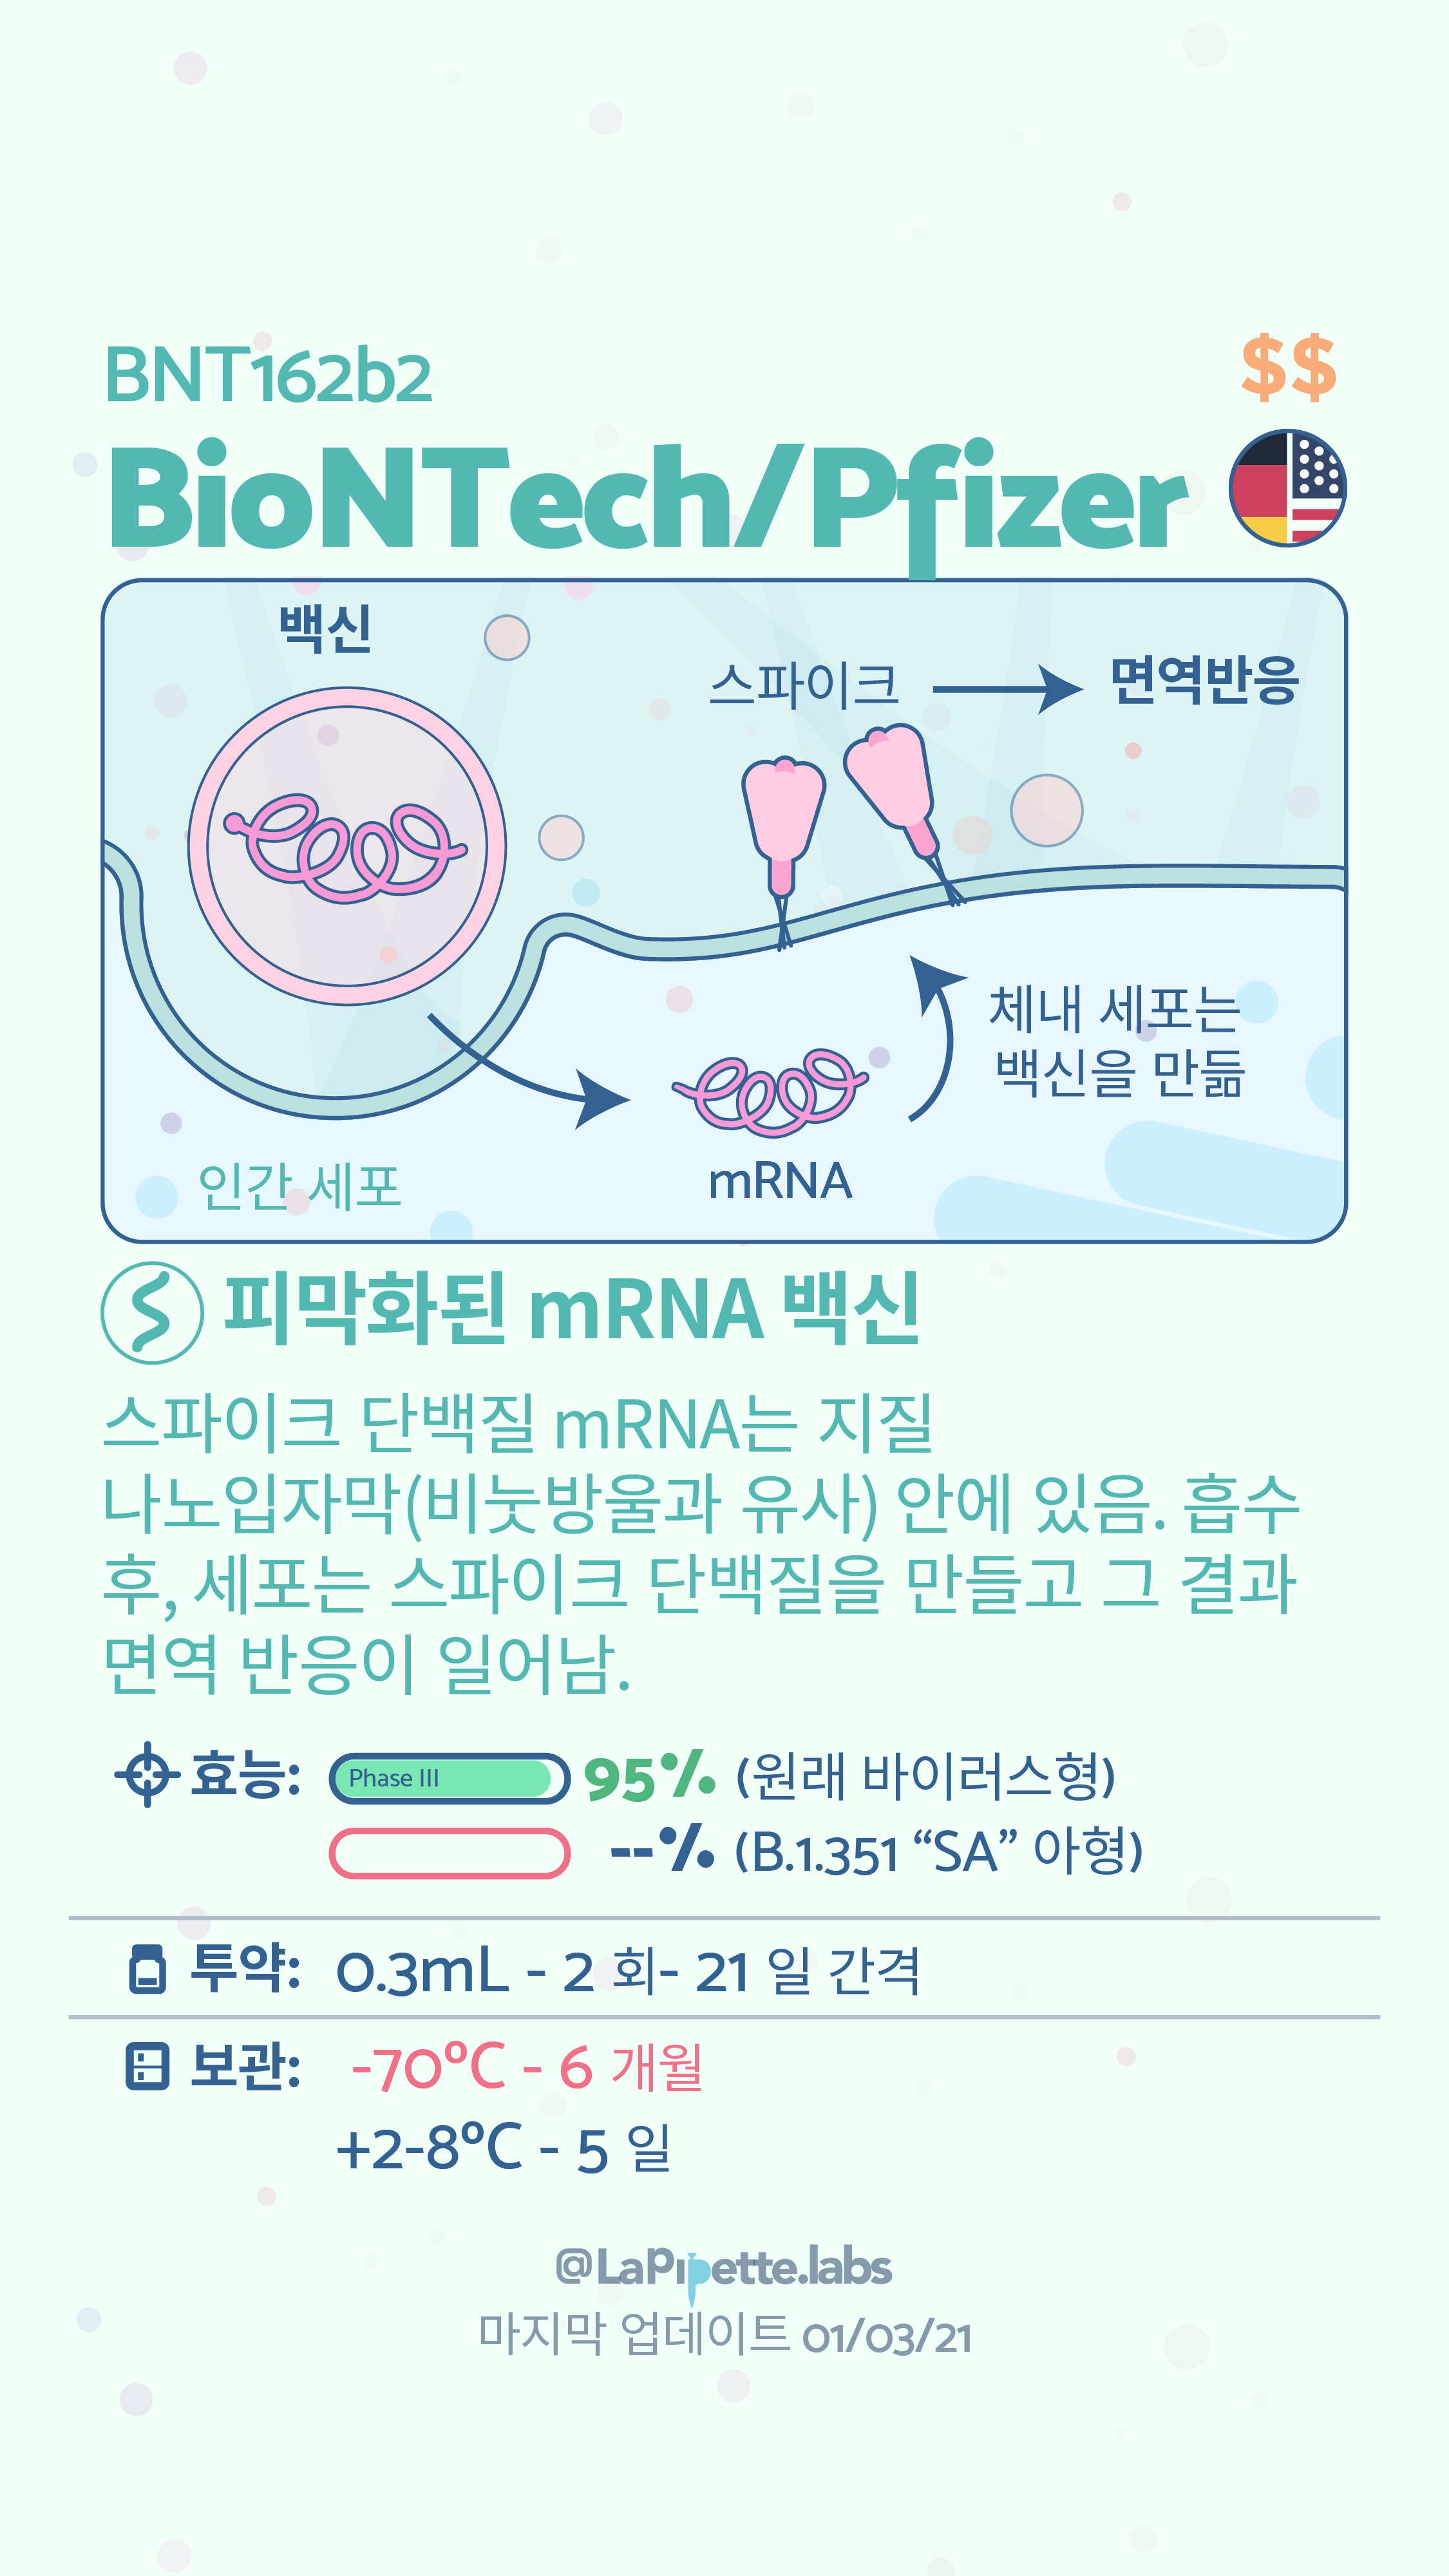 BNT162b2
$$
BioNTech/Pfizer
백신
스파이크
면역반응
체내 세포는
백신을 만듦
인간 세포
mRNA
피막화된 mRNA 백신
스파이크 단백질 mRNA는 지질
나노입자막(비눗방울과 유사) 안에 있음. 흡수
후, 세포는 스파이크 단백질을 만들고 그 결과
면역 반응이 일어남.
효능: Phase III 95% (원래 바이러스형)
--% (B.1.351 “SA” 아형)
투약: 0.3mL - 2 회- 21 일 간격
보관: -70ºC - 6 개월
+2-8ºC - 5 일
@Lappette.labs
마지막 업데이트 01/03/21